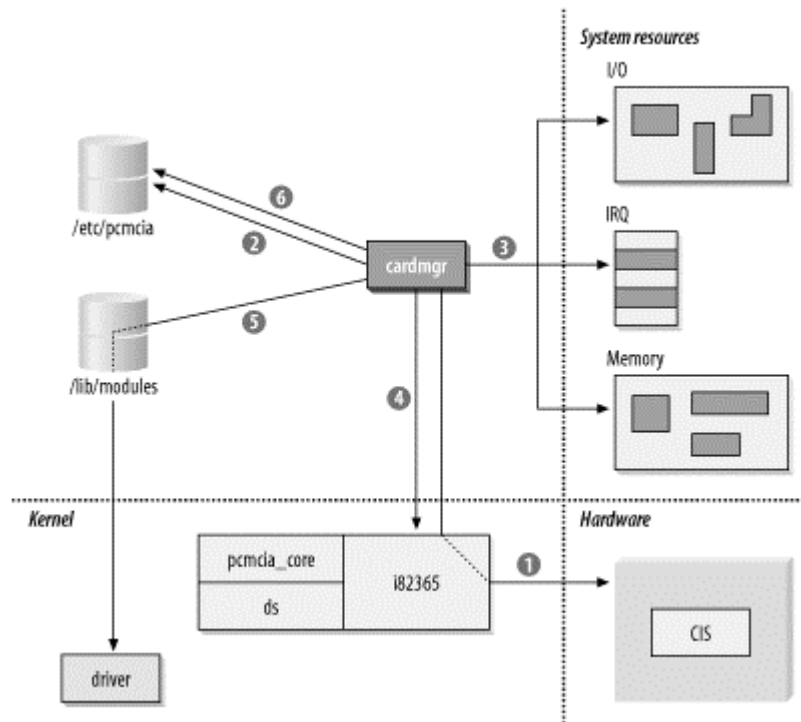 System resources
I/O
6
/etc/pcmcia
2
IRQ
cardmgr
3
5
Memory
/lib/modules
4
Kernel
Hardware
pcmcia_core
i82365
1
ds
CIS
driver